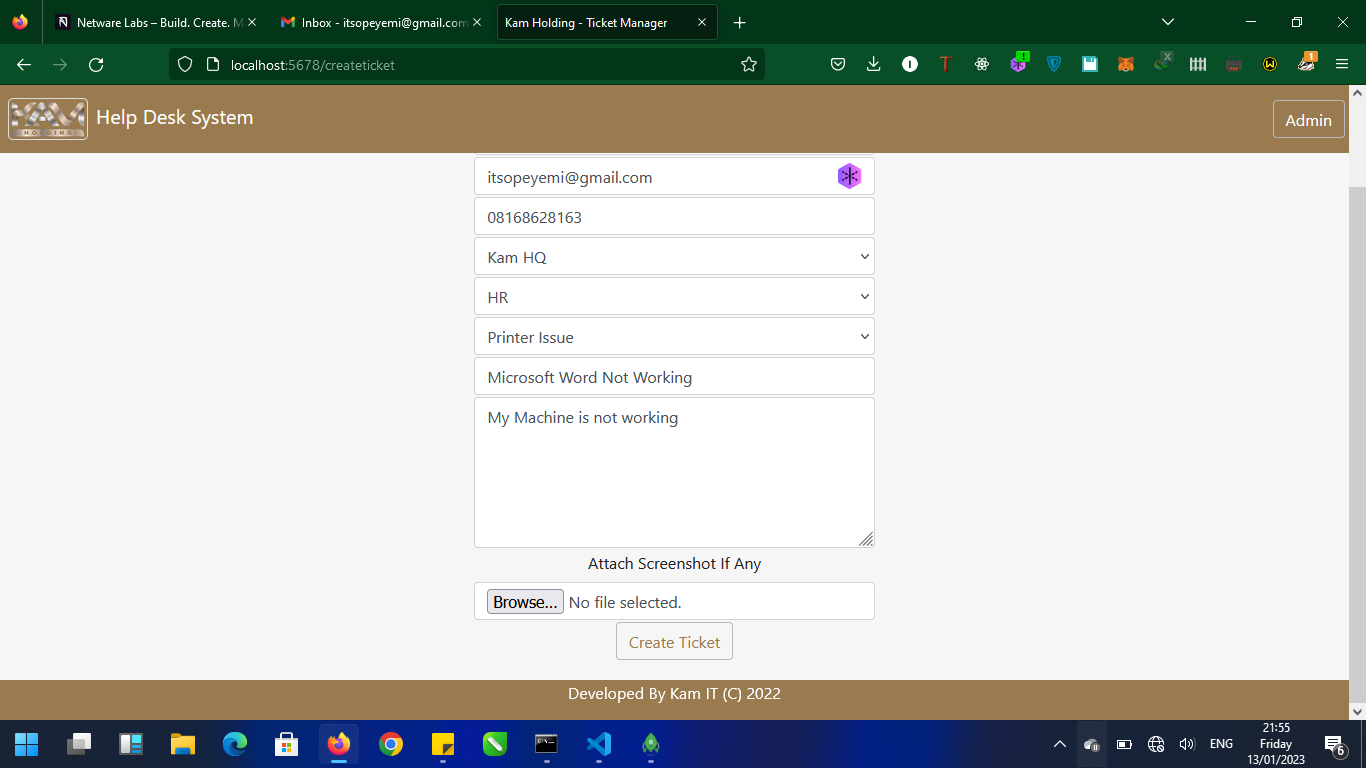 Netware Labs – Build. Create. M
Inbox - itsopeyemi@gmail.com
Kam Holding - Ticket Manager
localhost:5678/createticket
KAM
HOLDING
Help Desk System
Admin
itsopeyemi@gmail.com
08168628163
Kam HQ
HR
Printer Issue
Microsoft Word Not Working
My Machine is not working
Attach Screenshot If Any
Browse... No file selected.
Create Ticket
Developed By Kam IT (C) 2022
ENG
21:55
Friday
13/01/2023
6